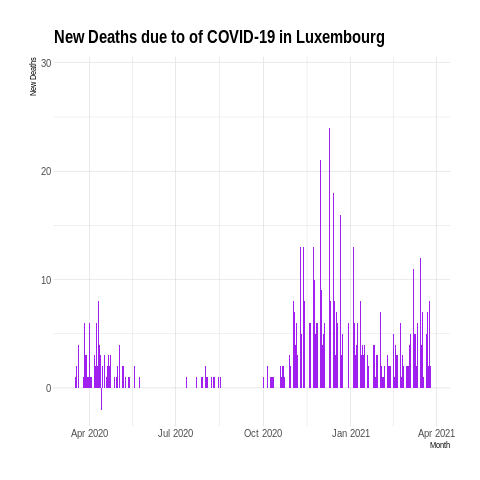 New Deaths due to of COVID-19 in Luxembourg
New Deaths
30
20
10
0
Apr 2020 Jul 2020 Oct 2020 Jan 2021 Apr 2021
Month